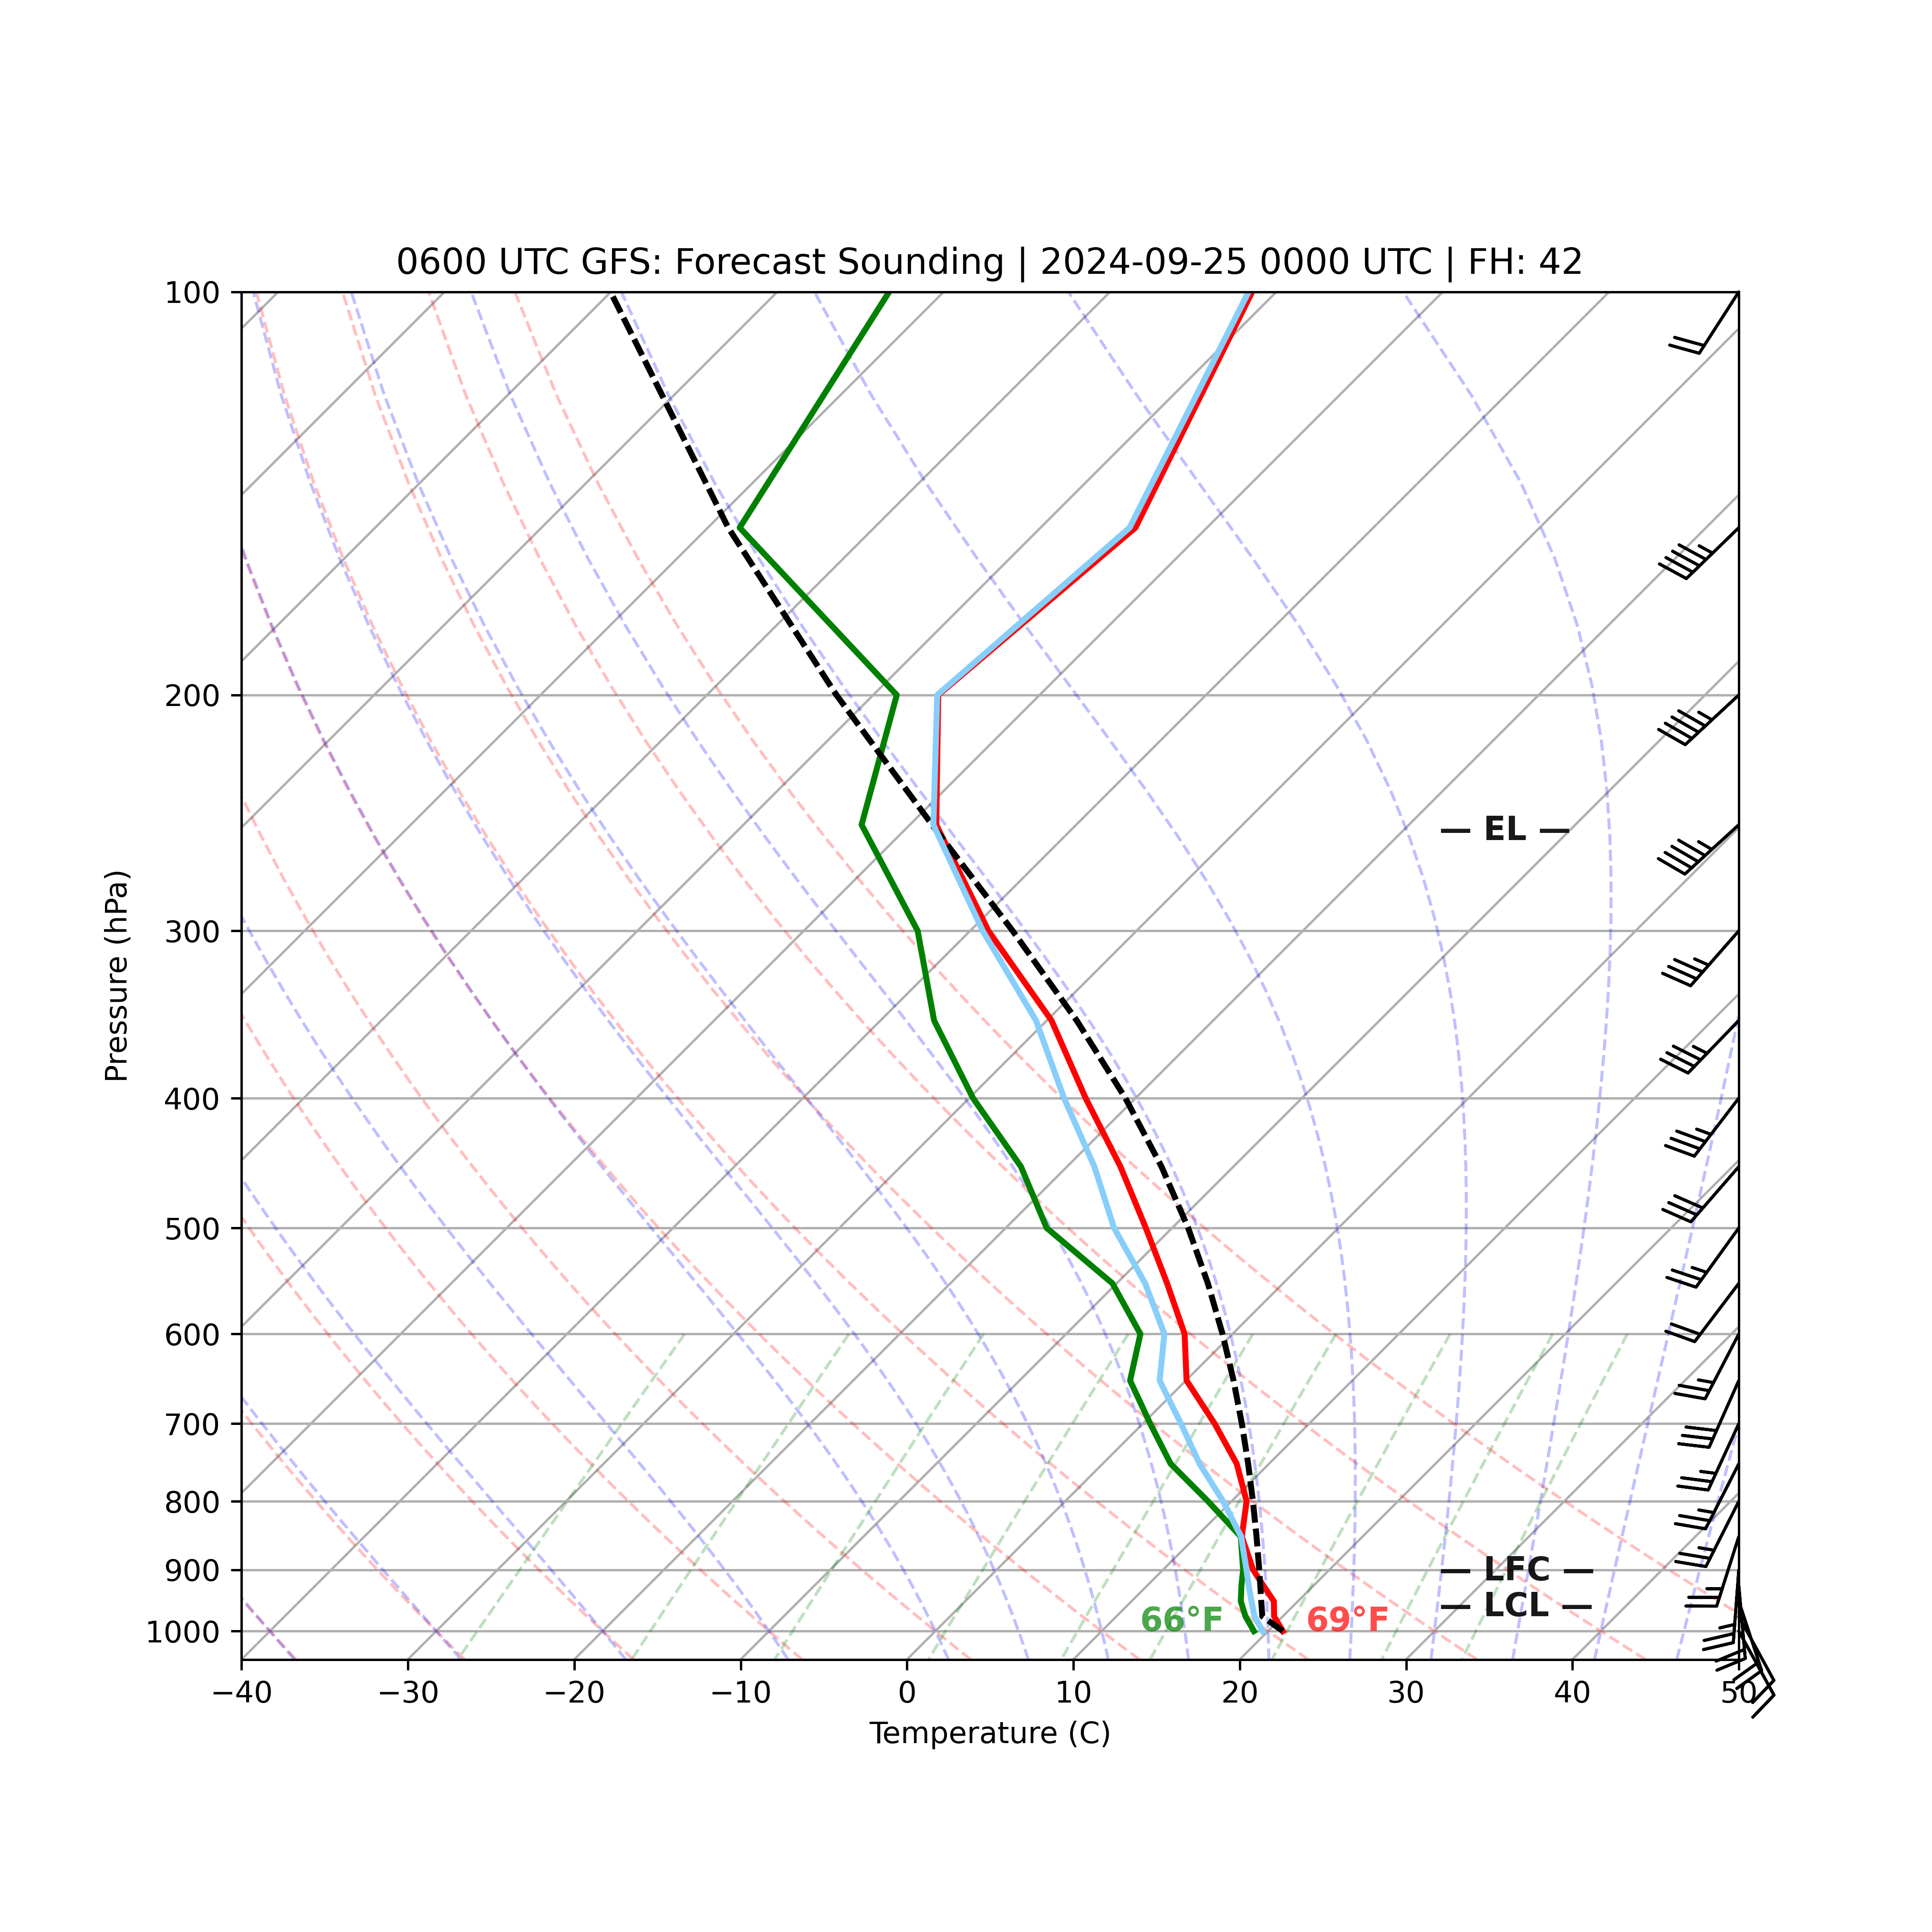 0600 UTC GFS: Forecast Sounding | 2024-09-25 0000 UTC | FH: 42
100
200
300
400
500
600
700
800
900
1000
Pressure (hPa)
— EL —
— LFC —
— LCL —
66°F
69°F
−40 −30 −20 −10 0 10 20 30 40 50
Temperature (C)